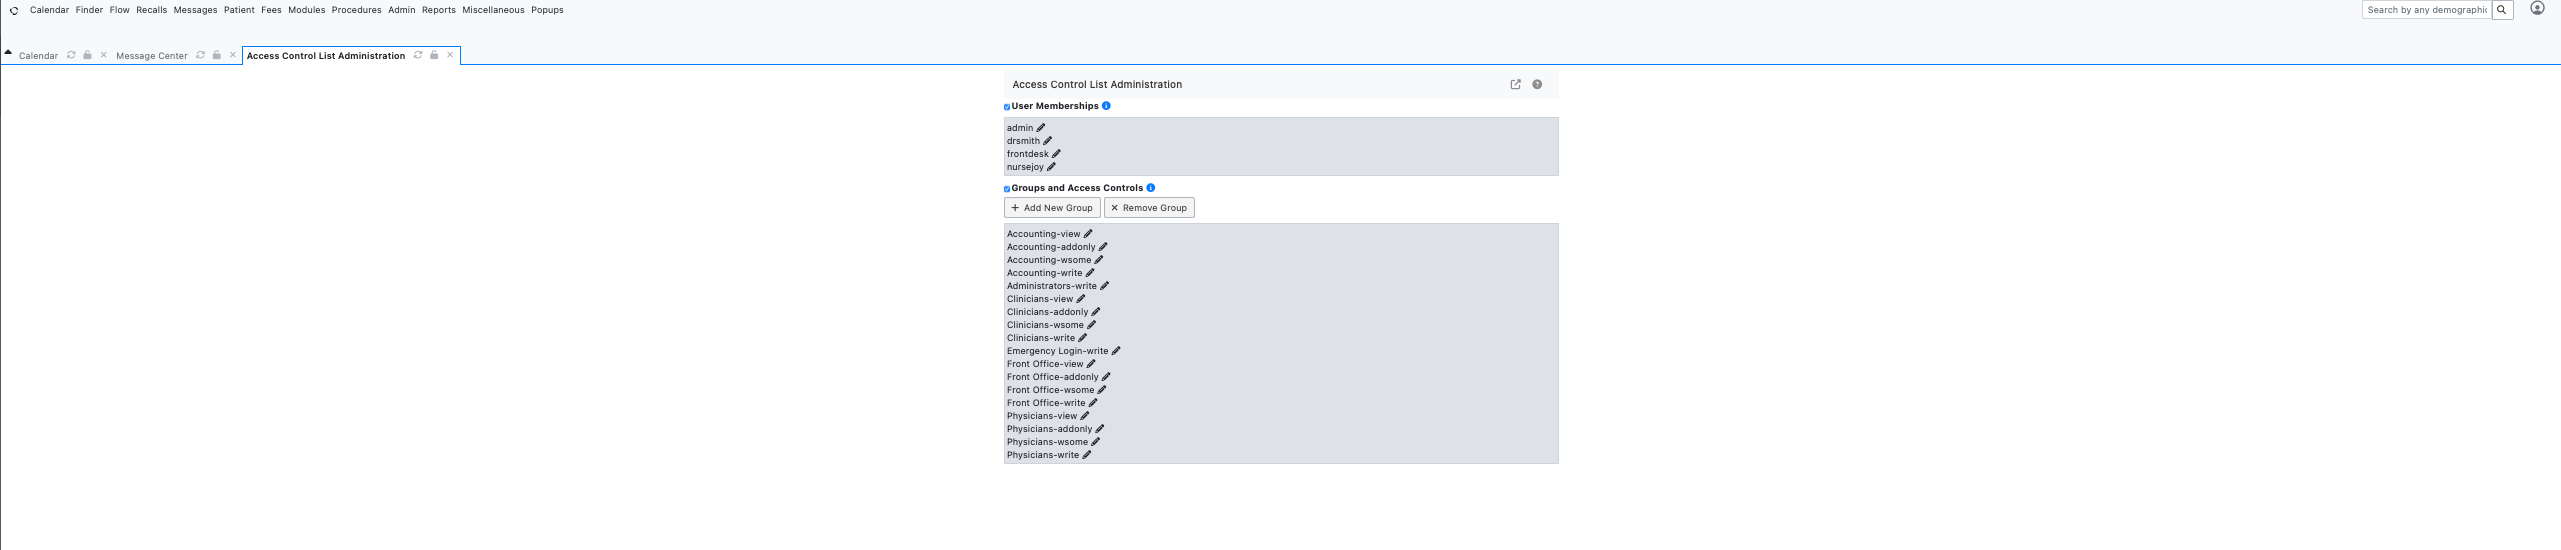 Calendar Finder Flow Recalls Messages Patient Fees Modules Procedures Admin Reports Miscellaneous Popups
Search by any demographic
Calendar Message Center Access Control List Administration
Access Control List Administration
User Memberships
admin
drsmith
frontdesk
nursejoy
Groups and Access Controls
Add New Group Remove Group
Accounting-view
Accounting-addonly
Accounting-wsome
Accounting-write
Administrators-write
Clinicians-view
Clinicians-addonly
Clinicians-wsome
Clinicians-write
Emergency Login-write
Front Office-view
Front Office-addonly
Front Office-wsome
Front Office-write
Physicians-view
Physicians-addonly
Physicians-wsome
Physicians-write